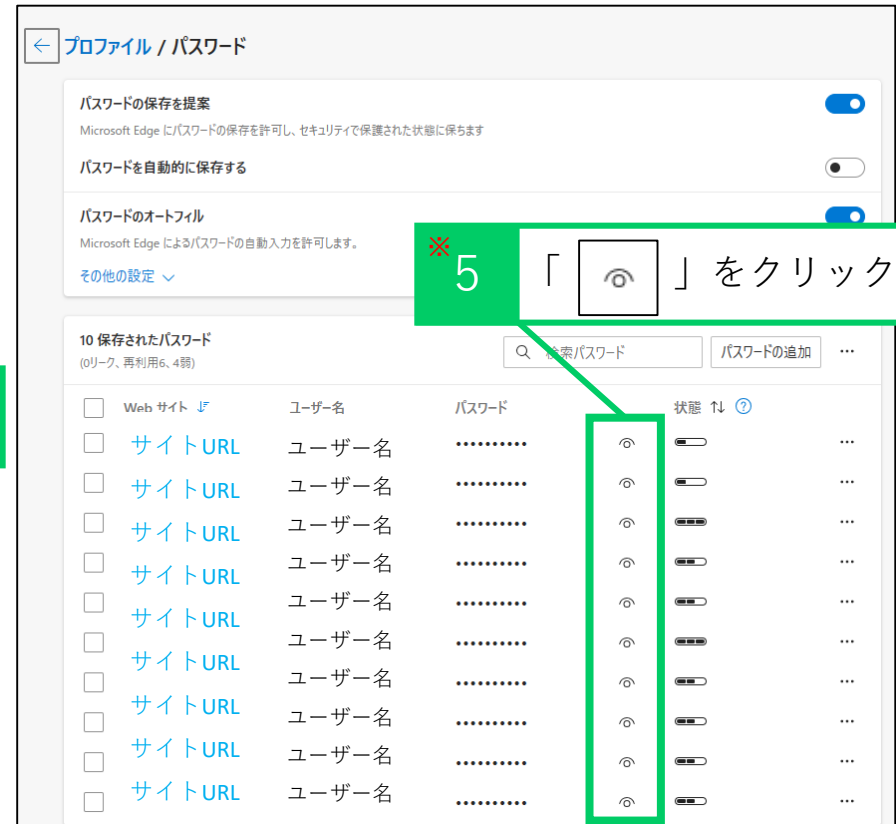 プロファイル / パスワード
パスワードの保存を提案
Microsoft Edge にパスワードの保存を許可し、セキュリティで保護された状態に保ちます
パスワードを自動的に保存する
パスワードのオートフィル
Microsoft Edge によるパスワードの自動入力を許可します。
その他の設定
※5 「 」をクリック
10 保存されたパスワード
(0リーク、再利用6、4弱)
検索パスワード パスワードの追加 ...
Web サイト ユーザー名 パスワード 状態
サイトURL ユーザー名 •••••••••• ...
サイトURL ユーザー名 •••••••••• ...
サイトURL ユーザー名 •••••••••• ...
サイトURL ユーザー名 •••••••••• ...
サイトURL ユーザー名 •••••••••• ...
サイトURL ユーザー名 •••••••••• ...
サイトURL ユーザー名 •••••••••• ...
サイトURL ユーザー名 •••••••••• ...
サイトURL ユーザー名 •••••••••• ...
ユーザー名 •••••••••• ...